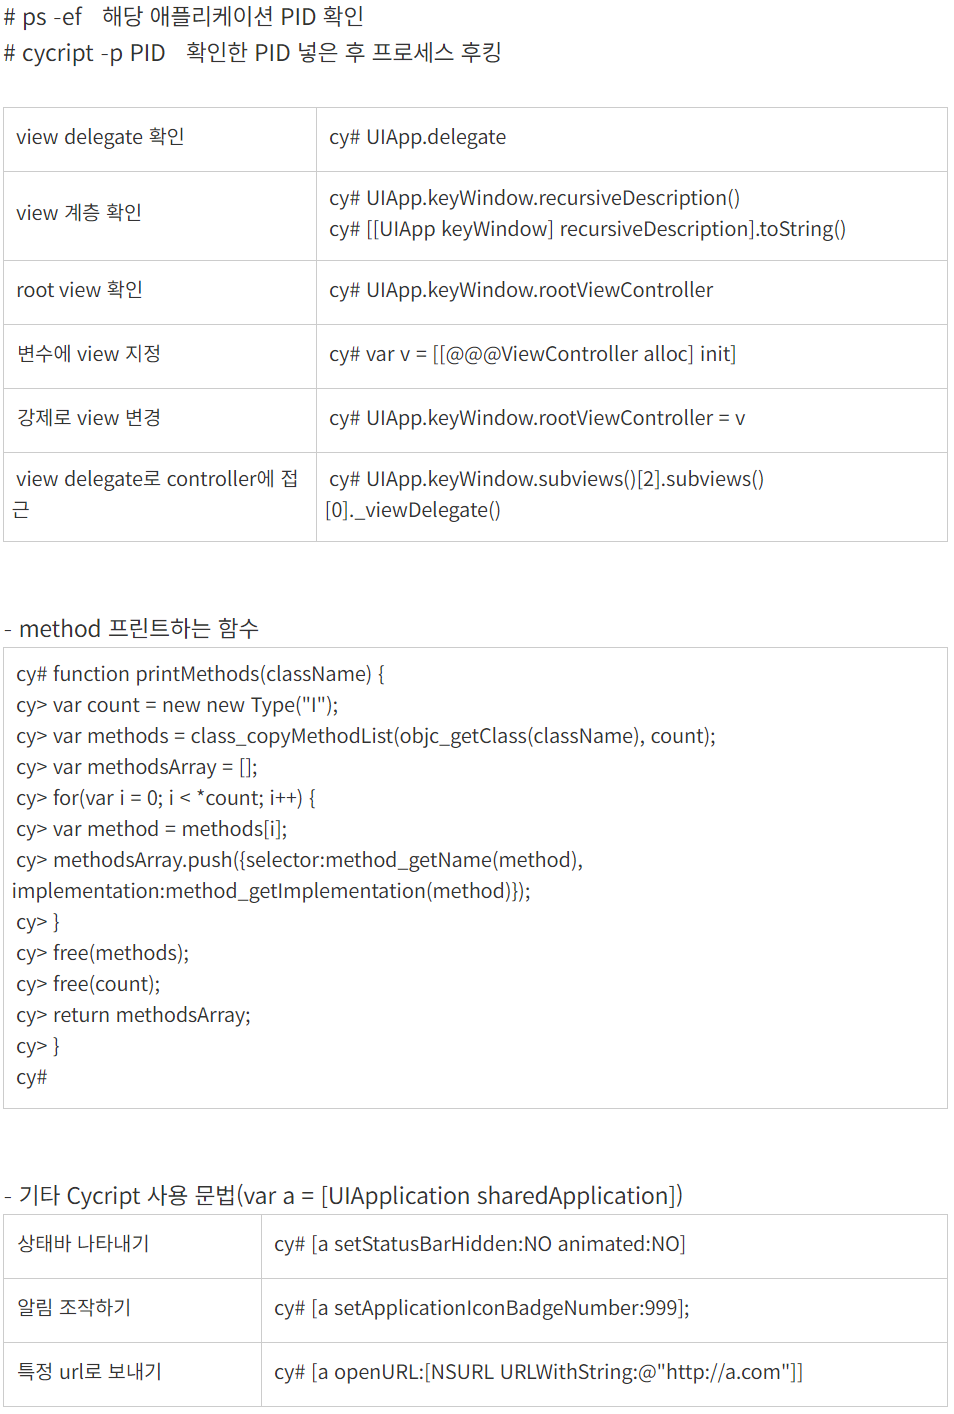 # ps -ef   해당 애플리케이션 PID 확인
# cycript -p PID   확인한 PID 넣은 후 프로세스 후킹
view delegate 확인
cy# UIApp.delegate
view 계층 확인
cy# UIApp.keyWindow.recursiveDescription()
cy# [[UIApp keyWindow] recursiveDescription].toString()
root view 확인
cy# UIApp.keyWindow.rootViewController
변수에 view 지정
cy# var v = [[@@@ViewController alloc] init]
강제로 view 변경
cy# UIApp.keyWindow.rootViewController = v
view delegate로 controller에 접
근
cy# UIApp.keyWindow.subviews()[2].subviews()
[0]._viewDelegate()
- method 프린트하는 함수
cy# function printMethods(className) {
cy> var count = new new Type("I");
cy> var methods = class_copyMethodList(objc_getClass(className), count);
cy> var methodsArray = [];
cy> for(var i = 0; i < *count; i++) {
cy> var method = methods[i];
cy> methodsArray.push({selector:method_getName(method),
implementation:method_getImplementation(method)});
cy> }
cy> free(methods);
cy> free(count);
cy> return methodsArray;
cy> }
cy#
- 기타 Cycript 사용 문법(var a = [UIApplication sharedApplication])
상태바 나타내기
cy# [a setStatusBarHidden:NO animated:NO]
알림 조작하기
cy# [a setApplicationIconBadgeNumber:999];
특정 url로 보내기
cy# [a openURL:[NSURL URLWithString:@"http://a.com"]]